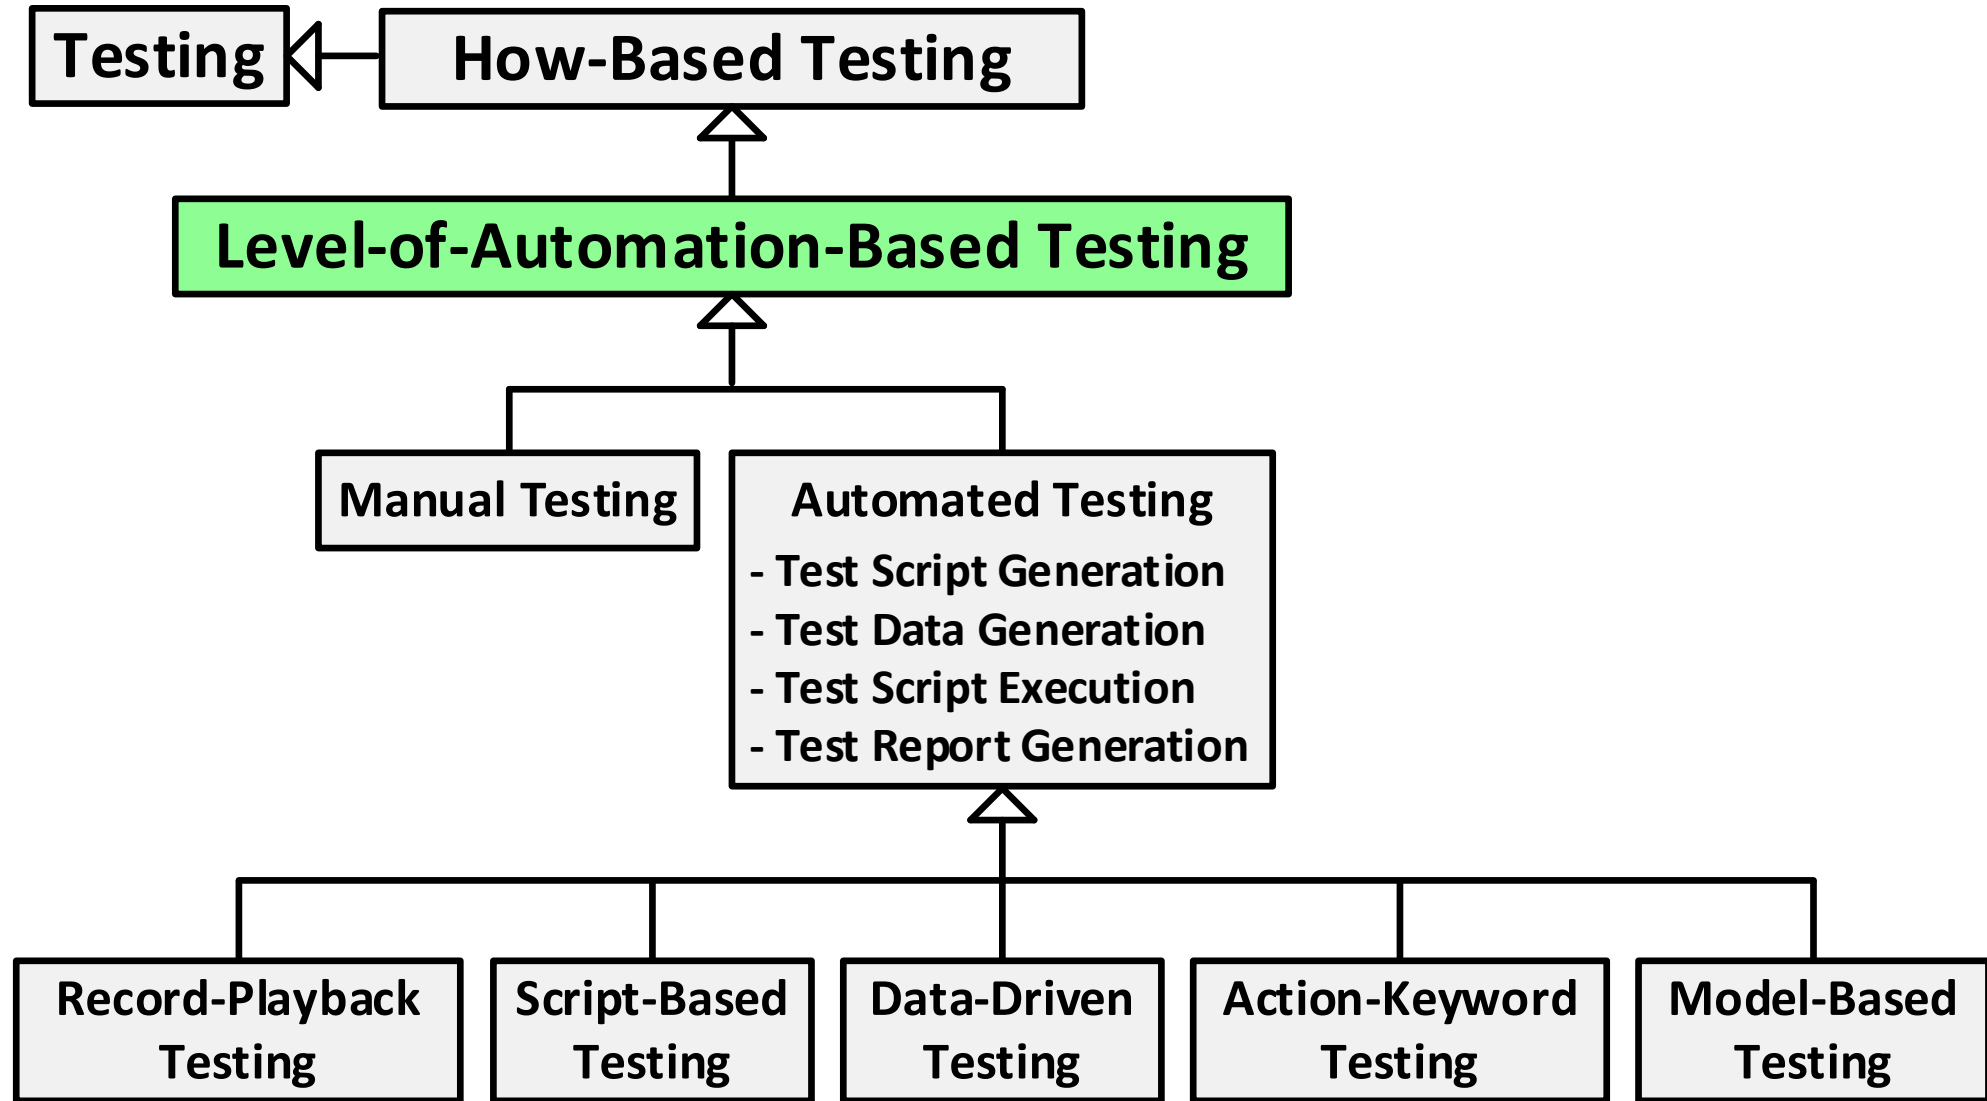 Testing
How-Based Testing
Level-of-Automation-Based Testing
Manual Testing
Automated Testing
- Test Script Generation
- Test Data Generation
- Test Script Execution
- Test Report Generation
Record-Playback
Testing
Script-Based
Testing
Data-Driven
Testing
Action-Keyword
Testing
Model-Based
Testing